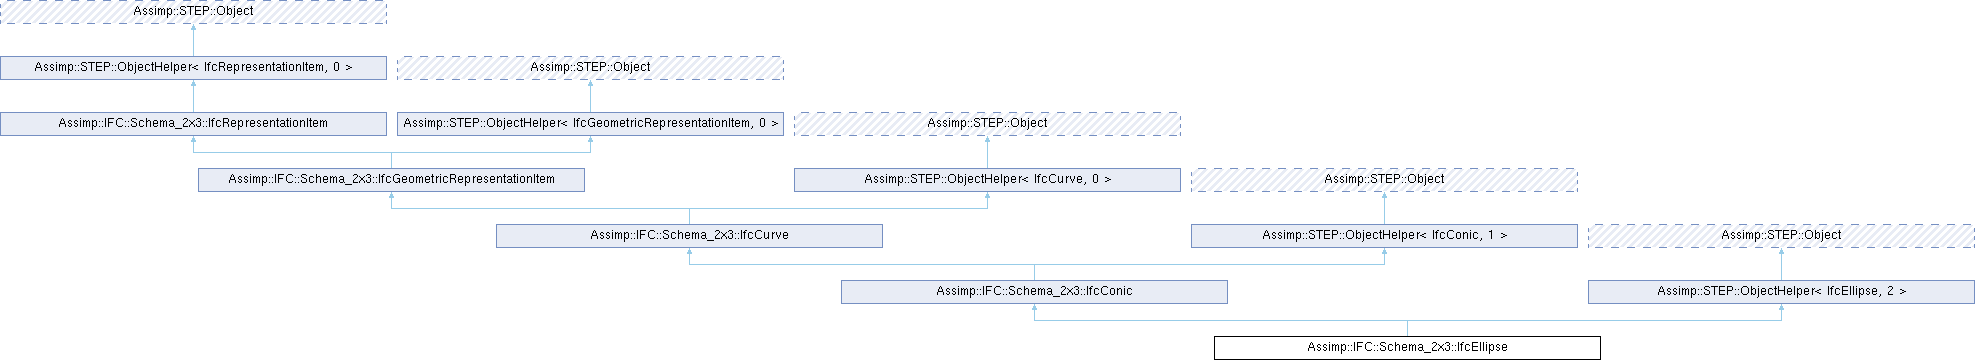 Assimp::STEP::Object
Assimp::STEP::ObjectHelper< IfcRepresentationItem, 0 >
Assimp::STEP::Object
Assimp::IFC::Schema_2x3::IfcRepresentationItem
Assimp::STEP::ObjectHelper< IfcGeometricRepresentationItem, 0 >
Assimp::STEP::Object
Assimp::IFC::Schema_2x3::IfcGeometricRepresentationItem
Assimp::STEP::ObjectHelper< IfcCurve, 0 >
Assimp::STEP::Object
Assimp::IFC::Schema_2x3::IfcCurve
Assimp::STEP::ObjectHelper< IfcConic, 1 >
Assimp::STEP::Object
Assimp::IFC::Schema_2x3::IfcConic
Assimp::STEP::ObjectHelper< IfcEllipse, 2 >
Assimp::IFC::Schema_2x3::IfcEllipse